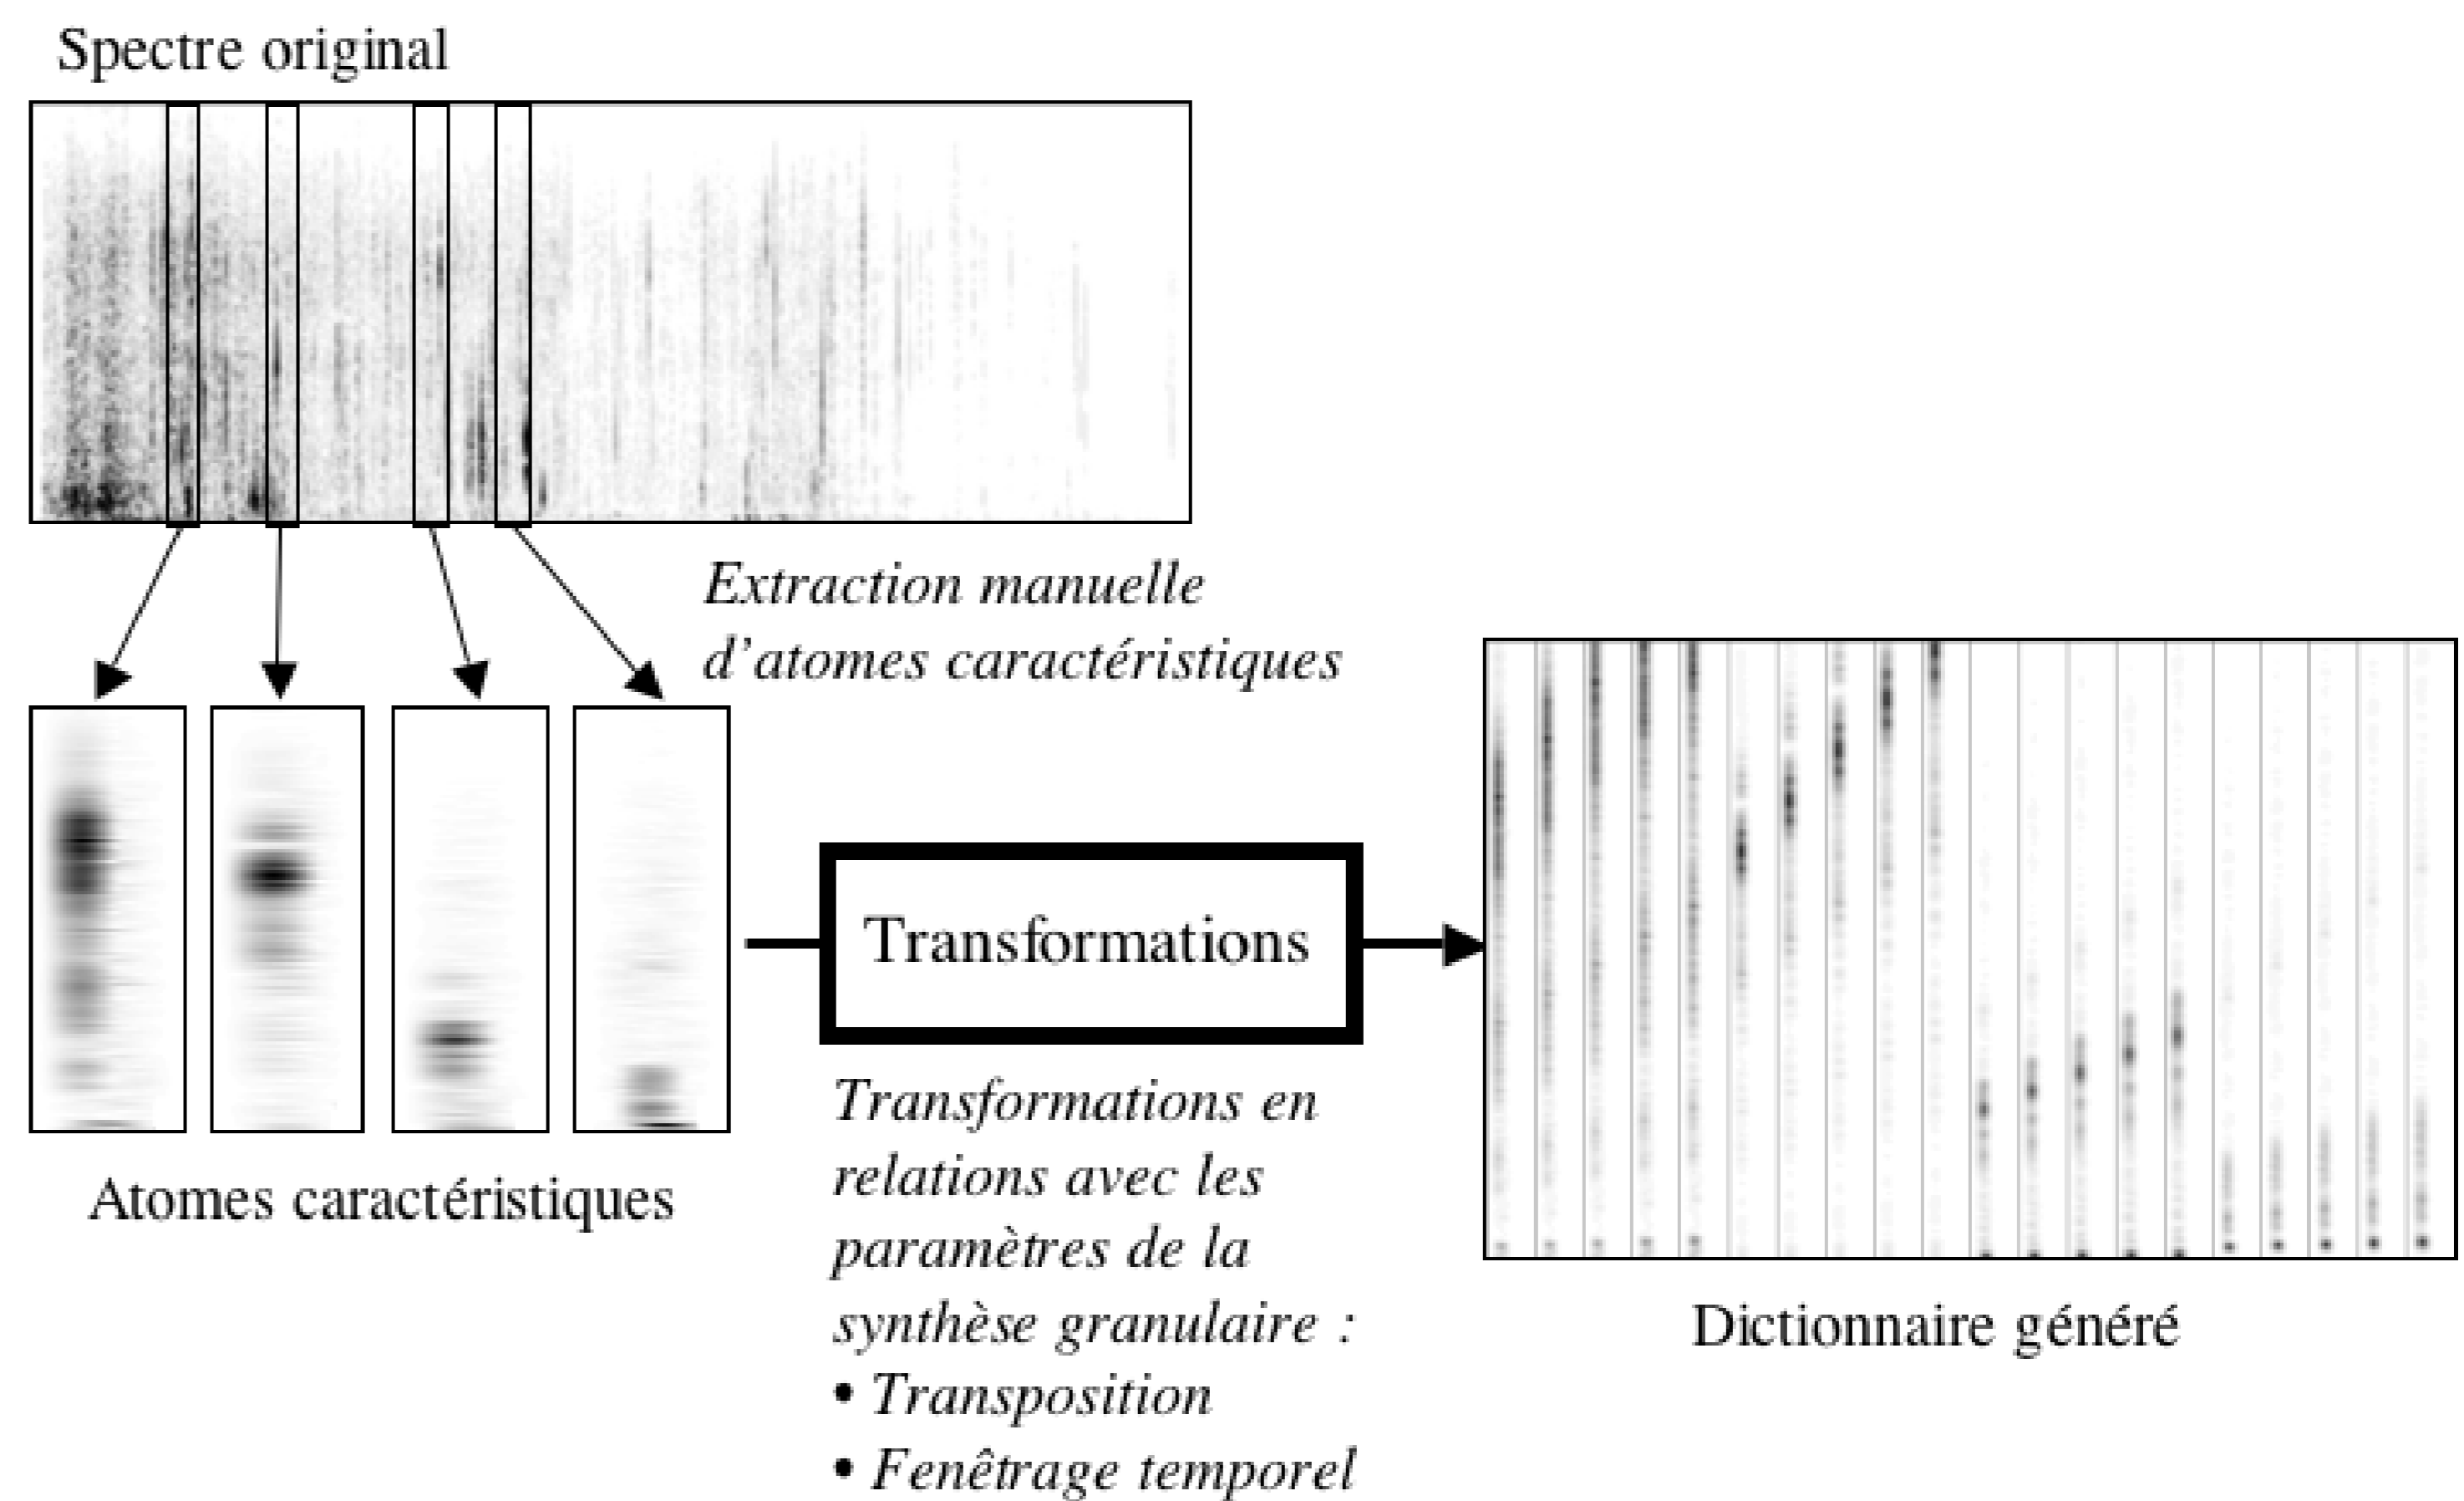 Spectre original
Extraction manuelle
d'atomes caractéristiques
Transformations
Atomes caractéristiques
Transformations en
relations avec les
paramètres de la
synthèse granulaire :
• Transposition
• Fenêtrage temporel
Dictionnaire généré